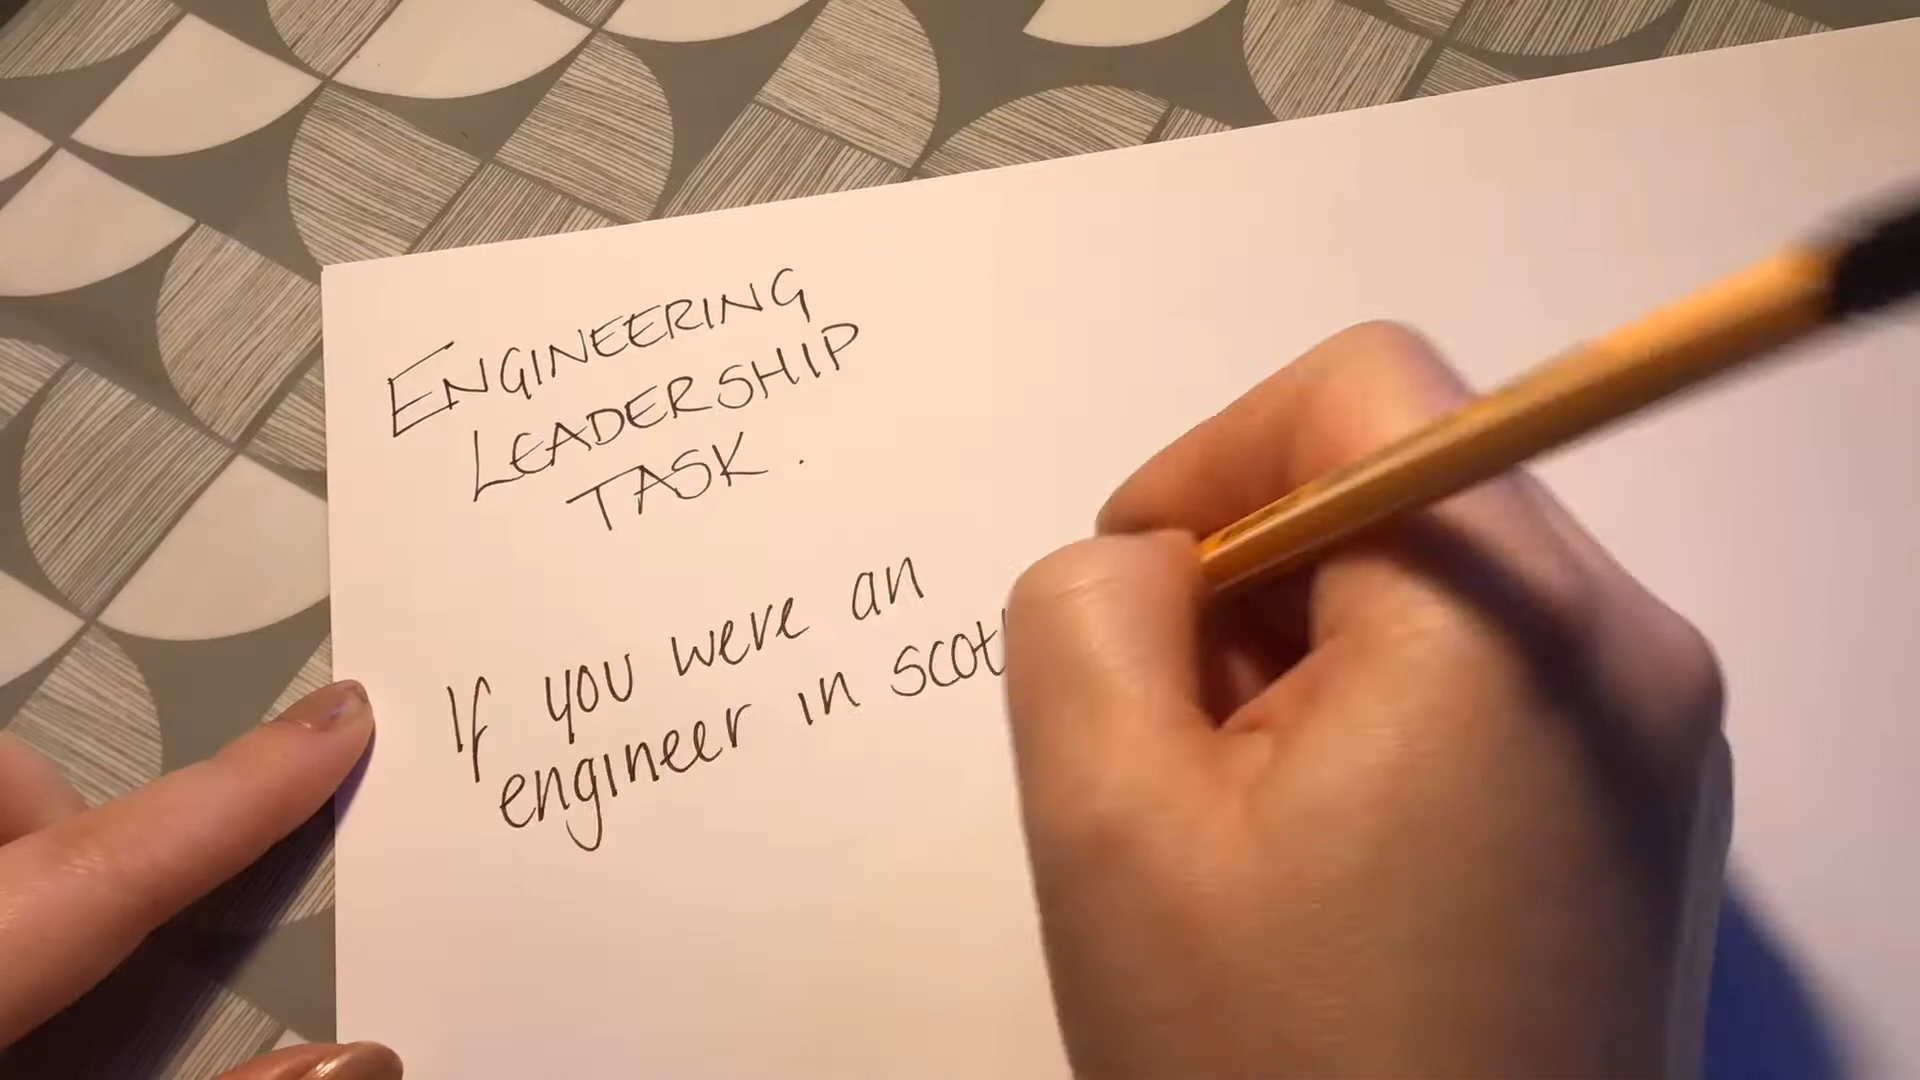 ENGINEERING
LEADERSHIP
TASK.
If you were an
engineer in